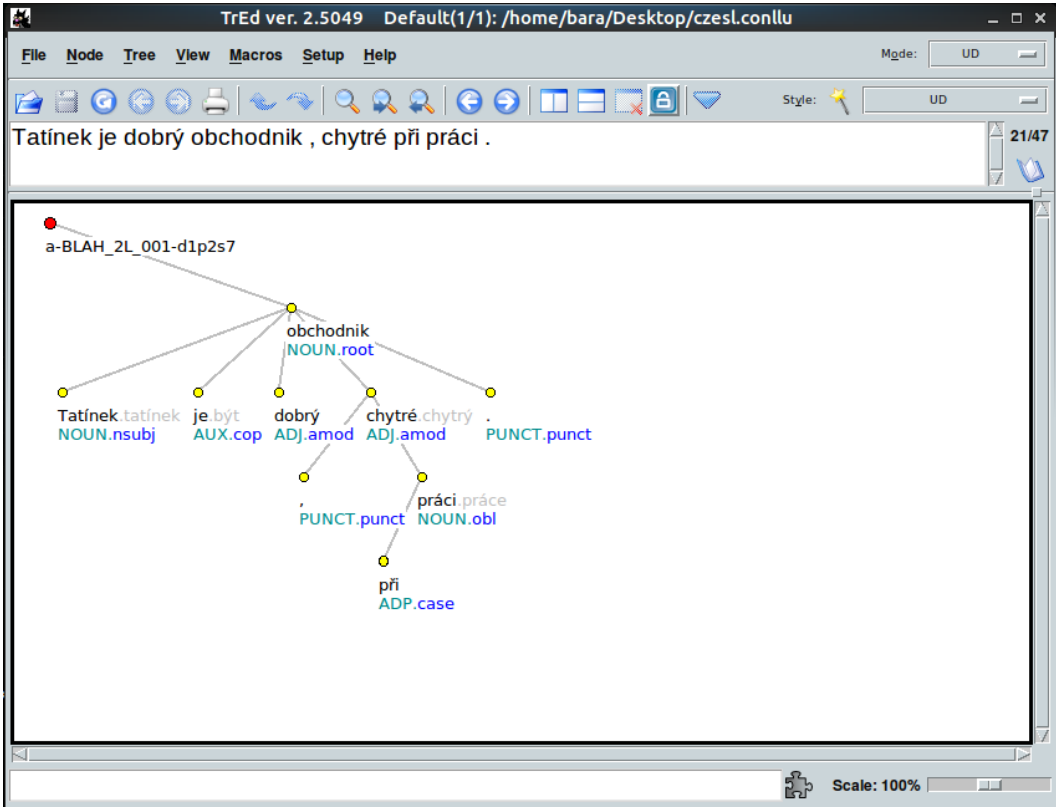 TrEd ver. 2.5049 Default(1/1): /home/bara/Desktop/czesl.conllu
File Node Tree View Macros Setup Help Mode: UD
Style: UD
Tatínek je dobrý obchodnik , chytré při práci .
21/47
a-BLAH_2L_001-d1p2s7
obchodnik
NOUN.root
Tatínek.tatínek je.být dobrý chytré.chytrý .
NOUN.nsubj AUX.cop ADJ.amod ADJ.amod PUNCT.punct
, práci.práce
PUNCT.punct NOUN.obl
při
ADP.case
Scale: 100%